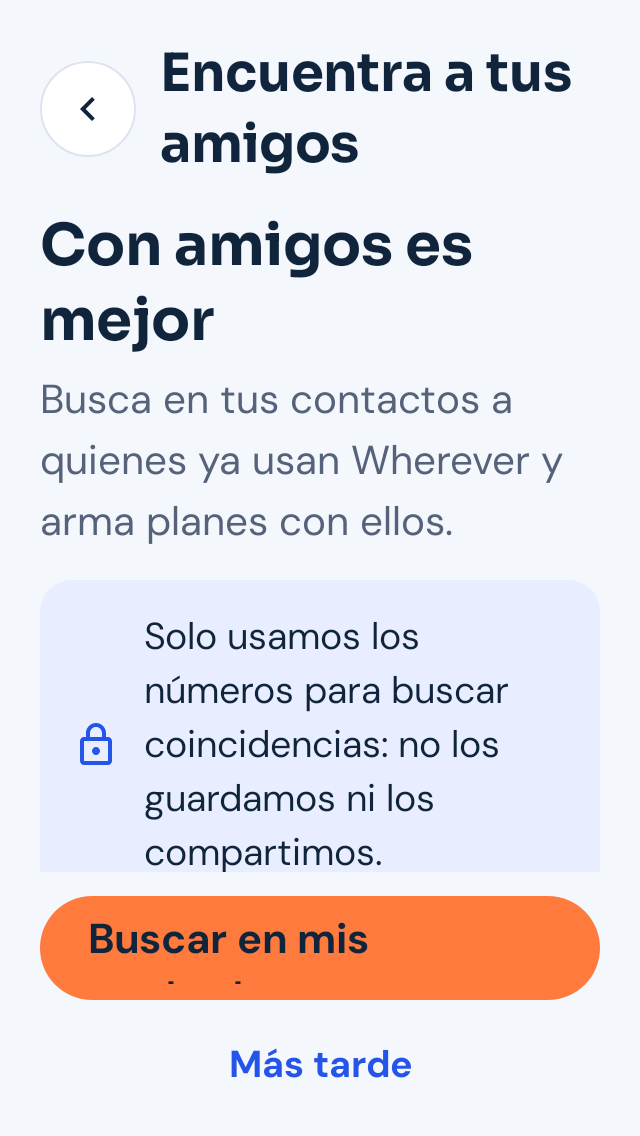 Encuentra a tus
amigos
Con amigos es
mejor
Busca en tus contactos a
quienes ya usan Wherever y
arma planes con ellos.
Solo usamos los
números para buscar
coincidencias: no los
guardamos ni los
compartimos.
Buscar en mis
Más tarde